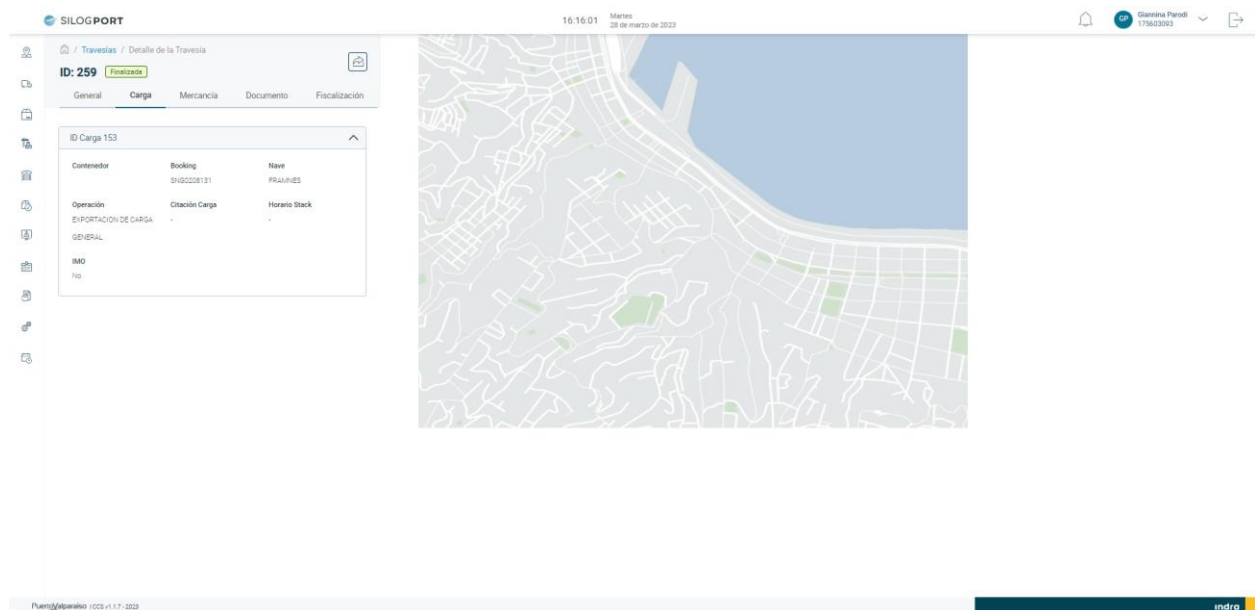 SILOGPORT
16:16:01
Martes
28 de marzo de 2023
GP
Giannina Parodi
175603093
/ Travesías / Detalle de la Travesía
ID: 259 Finalizada
General Carga Mercancía Documento Fiscalización
ID Carga 153
Contenedor Booking Nave
SNG0208131 FRAMNES
Operación Citación Carga Horario Stack
EXPORTACION DE CARGA - -
GENERAL
IMO
No
PuertoValparaíso / CCS v1.1.7 - 2023
indra